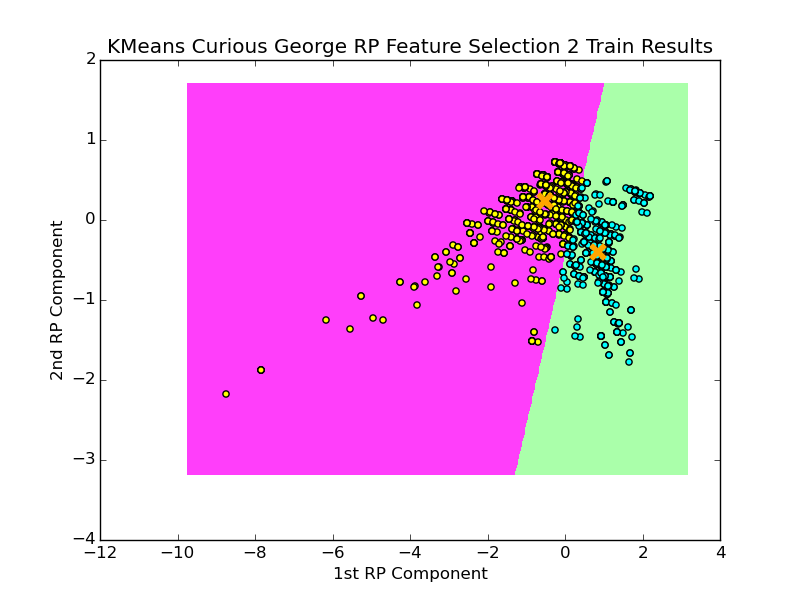 KMeans Curious George RP Feature Selection 2 Train Results
2
1
0
−1
−2
−3
−4
2nd RP Component
−12 −10 −8 −6 −4 −2 0 2 4
1st RP Component